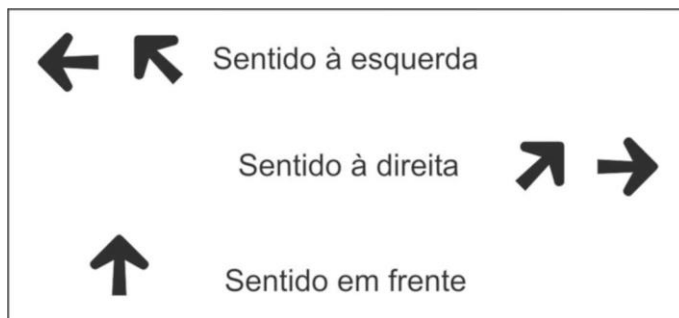 Sentido à esquerda
Sentido à direita
Sentido em frente